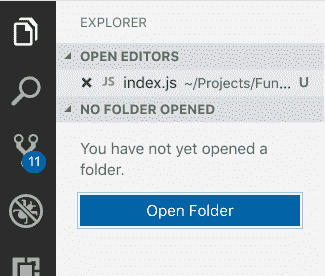 EXPLORER
OPEN EDITORS
JS index.js ~/Projects/Fun... U
NO FOLDER OPENED
11
You have not yet opened a
folder.
Open Folder